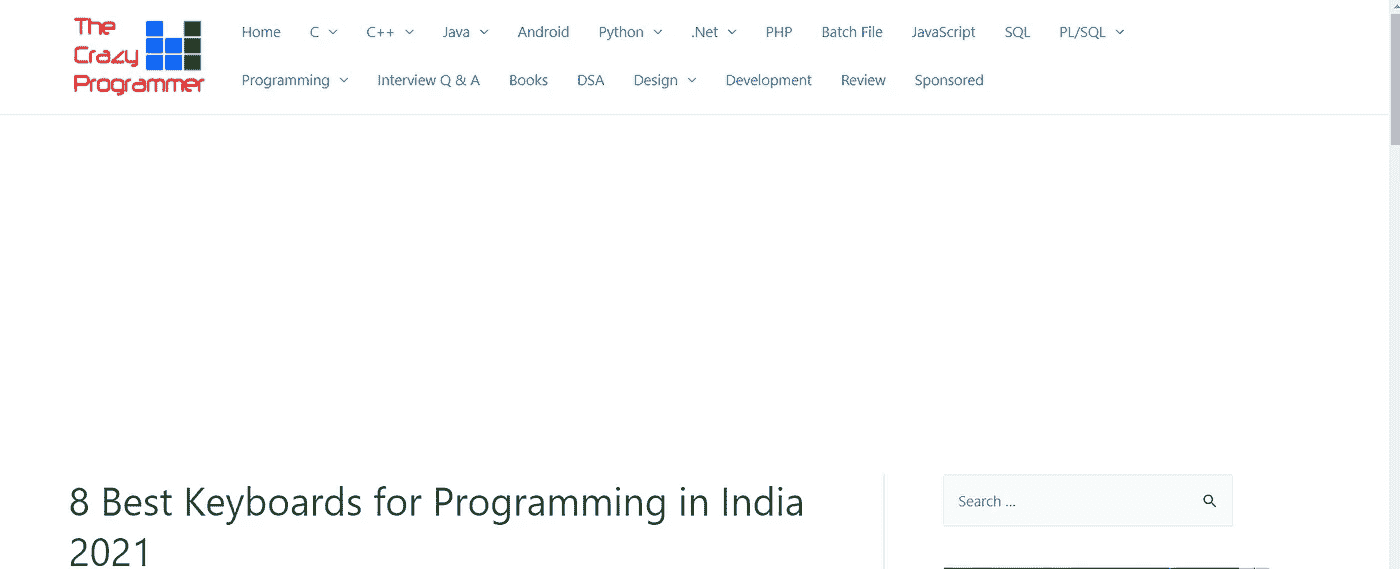 The
Crazy
Programmer
Home C C++ Java Android Python .Net PHP Batch File JavaScript SQL PL/SQL
Programming Interview Q & A Books DSA Design Development Review Sponsored
8 Best Keyboards for Programming in India
2021
Search ...